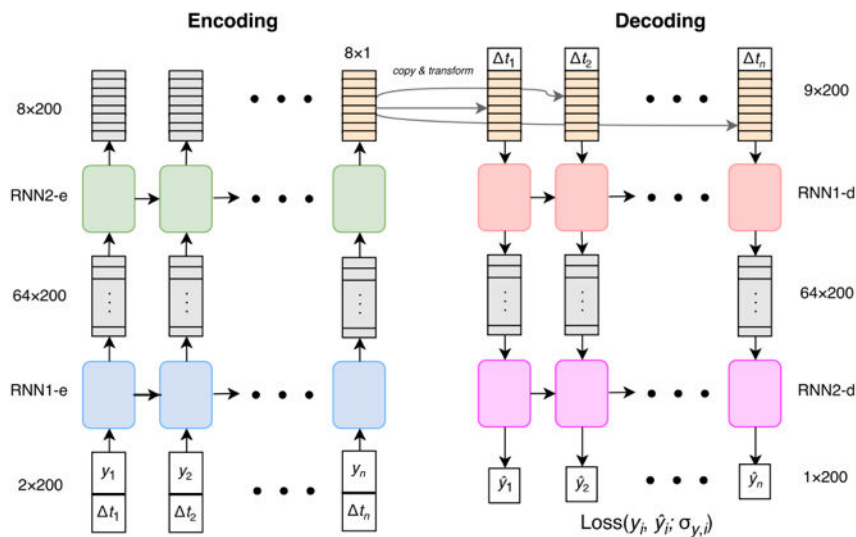 Encoding
Decoding
8×1
copy & transform
Δt1
Δt2
Δtn
8×200
9×200
RNN2-e
RNN1-d
64×200
64×200
RNN1-e
RNN2-d
y1
y2
yn
2×200
Δt1
Δt2
Δtn
ŷ1
ŷ2
ŷn
1×200
Loss(yi, ŷi; σy,i)